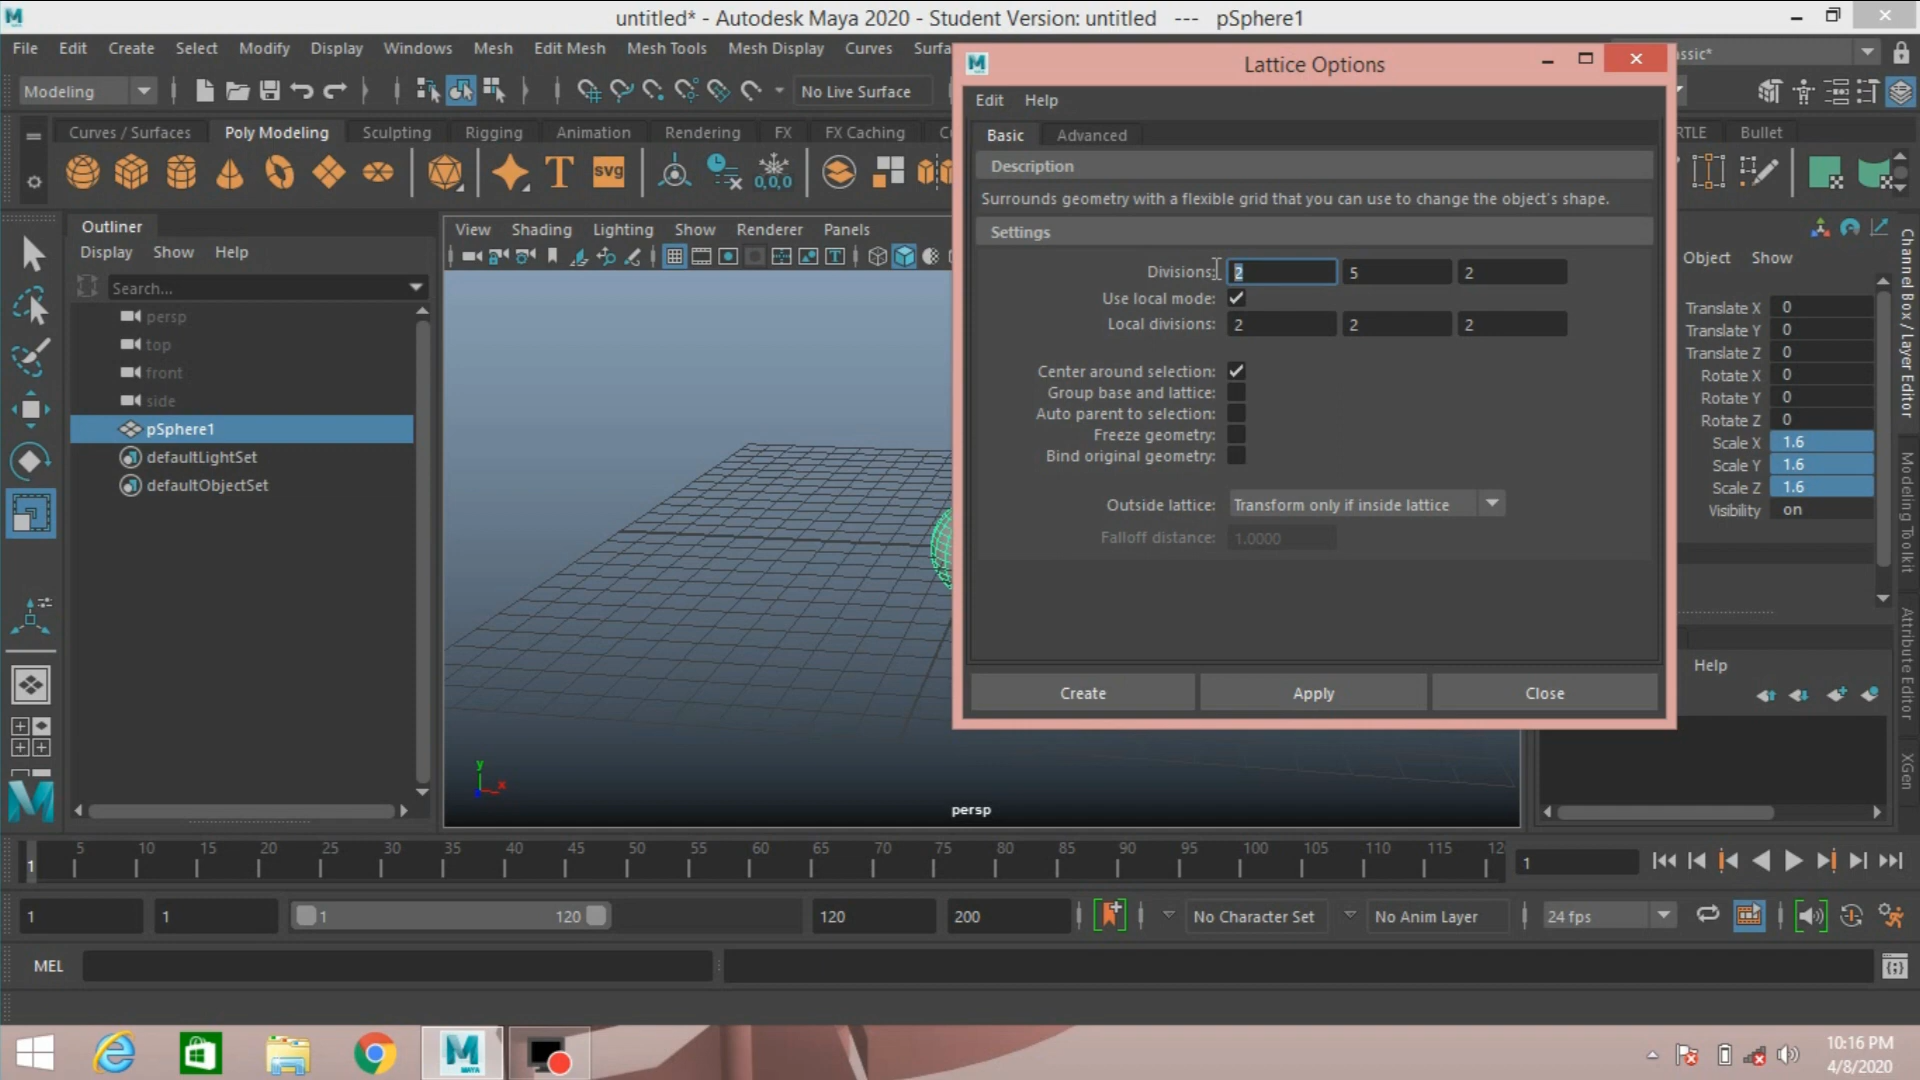 untitled* - Autodesk Maya 2020 - Student Version: untitled --- pSphere1
File Edit Create Select Modify Display Windows Mesh Edit Mesh Mesh Tools Mesh Display Curves Surfa
Modeling
No Live Surface
Curves / Surfaces Poly Modeling Sculpting Rigging Animation Rendering FX FX Caching
RTLE Bullet
T
svg
0,0,0
Outliner
Display Show Help
Search...
persp
top
front
side
pSphere1
defaultLightSet
defaultObjectSet
View Shading Lighting Show Renderer Panels
y
x
persp
Lattice Options
Edit Help
Basic Advanced
Description
Surrounds geometry with a flexible grid that you can use to change the object's shape.
Settings
Divisions: 2 5 2
Use local mode:
Local divisions: 2 2 2
Center around selection:
Group base and lattice:
Auto parent to selection:
Freeze geometry:
Bind original geometry:
Outside lattice: Transform only if inside lattice
Falloff distance: 1.0000
Create Apply Close
Object Show
Translate X 0
Translate Y 0
Translate Z 0
Rotate X 0
Rotate Y 0
Rotate Z 0
Scale X 1.6
Scale Y 1.6
Scale Z 1.6
Visibility on
Help
Channel Box / Layer Editor
Modeling Toolkit
Attribute Editor
XGen
1 5 10 15 20 25 30 35 40 45 50 55 60 65 70 75 80 85 90 95 100 105 110 115 12
1
1 1 1 120 120 200 No Character Set No Anim Layer 24 fps
MEL
MAYA
10:16 PM
4/8/2020